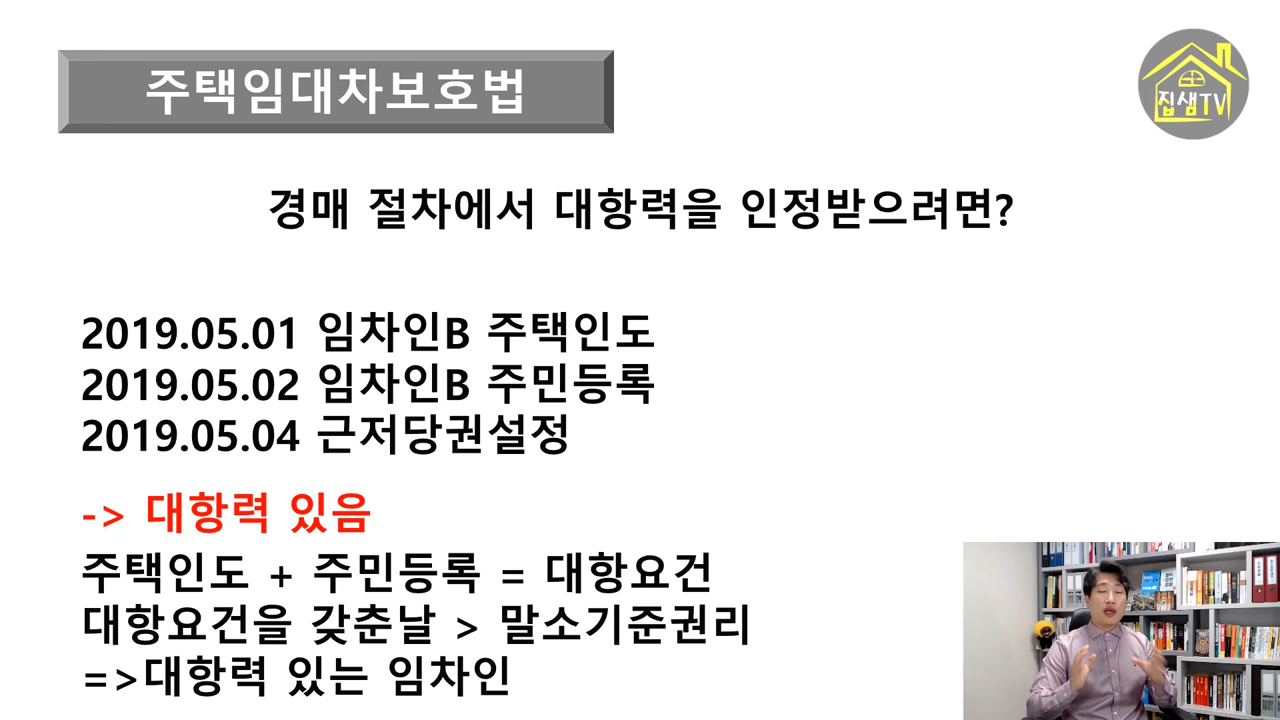 주택임대차보호법
집샘TV
경매 절차에서 대항력을 인정받으려면?
2019.05.01 임차인B 주택인도
2019.05.02 임차인B 주민등록
2019.05.04 근저당권설정
-> 대항력 있음
주택인도 + 주민등록 = 대항요건
대항요건을 갖춘날 > 말소기준권리
=>대항력 있는 임차인